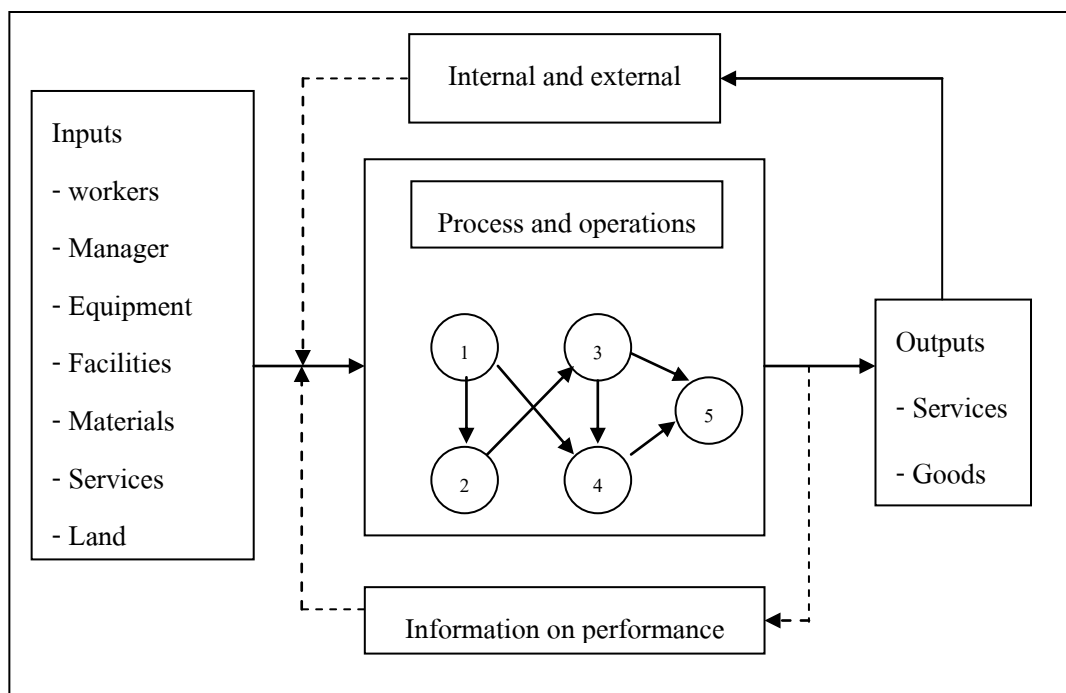 Internal and external
Inputs
- workers
- Manager
- Equipment
- Facilities
- Materials
- Services
- Land
Process and operations
1
3
5
2
4
Outputs
- Services
- Goods
Information on performance